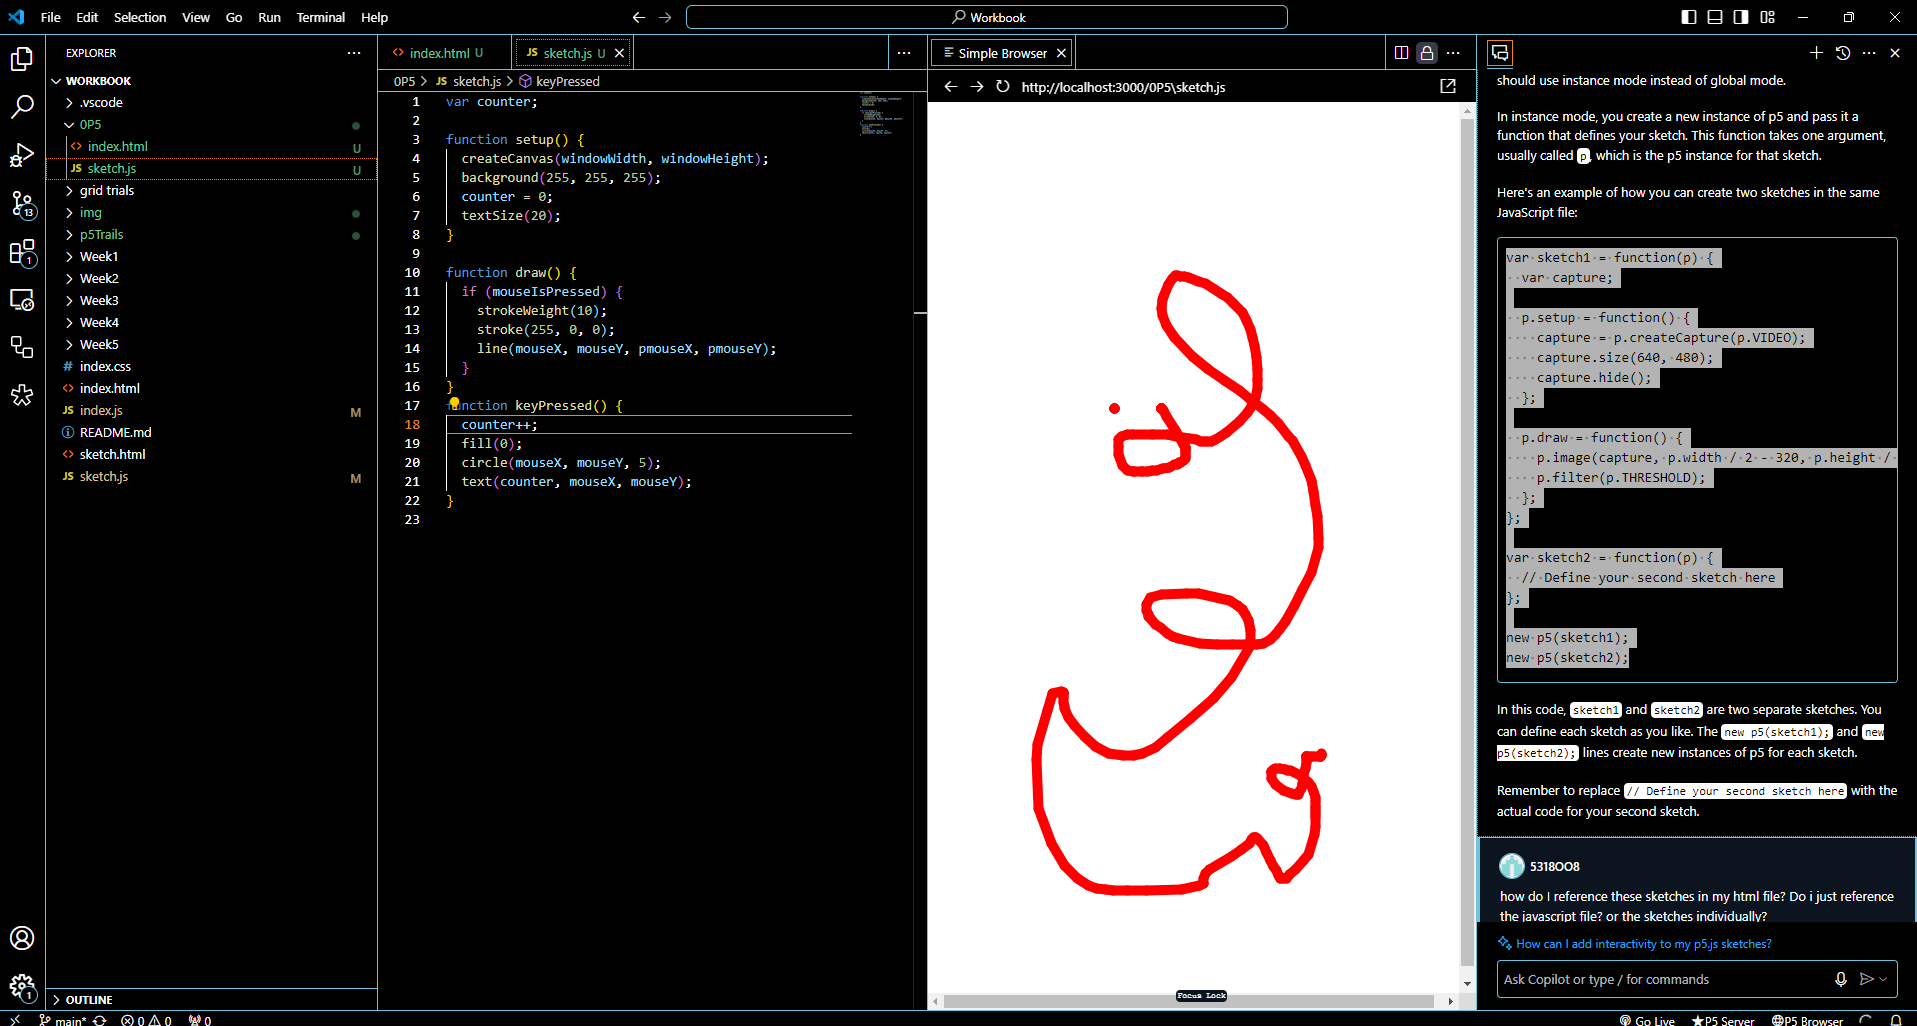 File Edit Selection View Go Run Terminal Help
Workbook
EXPLORER
WORKBOOK
.vscode
0P5
index.html U
JS sketch.js U
grid trials
img
p5Trails
Week1
Week2
Week3
Week4
Week5
# index.css
index.html
JS index.js M
README.md
sketch.html
JS sketch.js M
OUTLINE
13
1
1
index.html U
JS sketch.js U
0P5 > JS sketch.js > keyPressed
1 var counter;
2
3 function setup() {
4 createCanvas(windowWidth, windowHeight);
5 background(255, 255, 255);
6 counter = 0;
7 textSize(20);
8 }
9
10 function draw() {
11 if (mouseIsPressed) {
12 strokeWeight(10);
13 stroke(255, 0, 0);
14 line(mouseX, mouseY, pmouseX, pmouseY);
15 }
16 }
17 function keyPressed() {
18 counter++;
19 fill(0);
20 circle(mouseX, mouseY, 5);
21 text(counter, mouseX, mouseY);
22 }
23
Simple Browser
http://localhost:3000/0P5\sketch.js
Focus Lock
should use instance mode instead of global mode.
In instance mode, you create a new instance of p5 and pass it a
function that defines your sketch. This function takes one argument,
usually called p, which is the p5 instance for that sketch.
Here's an example of how you can create two sketches in the same
JavaScript file:
var sketch1 = function(p) {
var capture;
p.setup = function() {
capture = p.createCapture(p.VIDEO);
capture.size(640, 480);
capture.hide();
};
p.draw = function() {
p.image(capture, p.width / 2 - 320, p.height /
p.filter(p.THRESHOLD);
};
};
var sketch2 = function(p) {
// Define your second sketch here
};
new p5(sketch1);
new p5(sketch2);
In this code, sketch1 and sketch2 are two separate sketches. You
can define each sketch as you like. The new p5(sketch1); and new
p5(sketch2); lines create new instances of p5 for each sketch.
Remember to replace // Define your second sketch here with the
actual code for your second sketch.
5318OO8
how do I reference these sketches in my html file? Do i just reference
the javascript file? or the sketches individually?
How can I add interactivity to my p5.js sketches?
Ask Copilot or type / for commands
main* 0 0 0
Go Live P5 Server P5 Browser